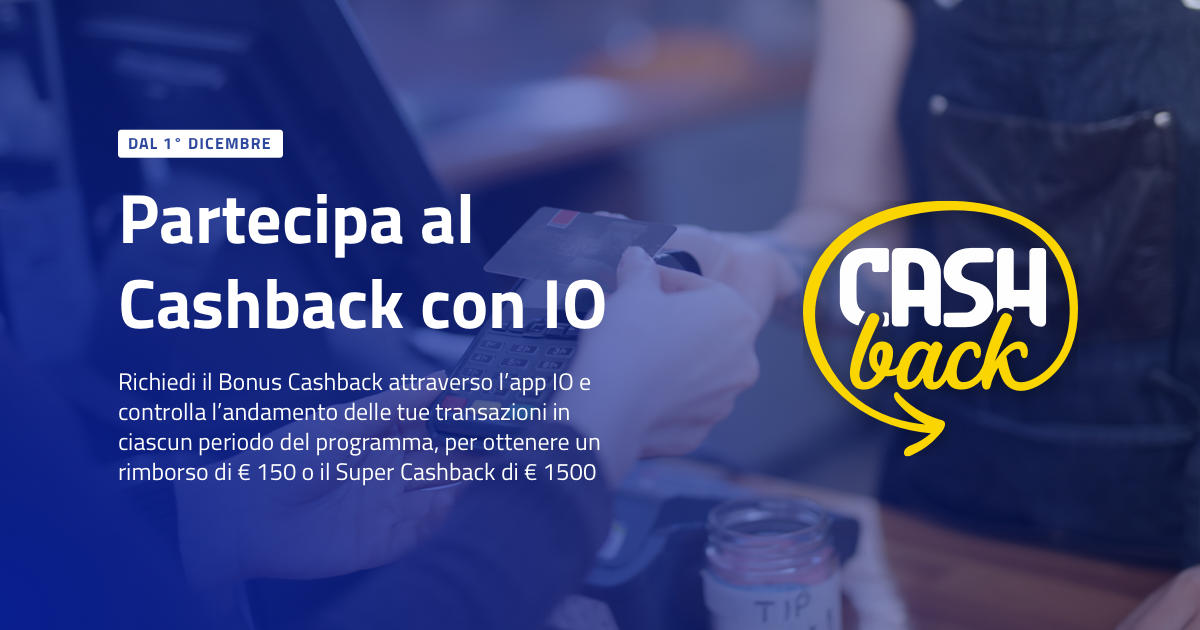 DAL 1° DICEMBRE
Partecipa al
Cashback con IO
Richiedi il Bonus Cashback attraverso l’app IO e
controlla l’andamento delle tue transazioni in
ciascun periodo del programma, per ottenere un
rimborso di € 150 o il Super Cashback di € 1500
CASH
back
TIP